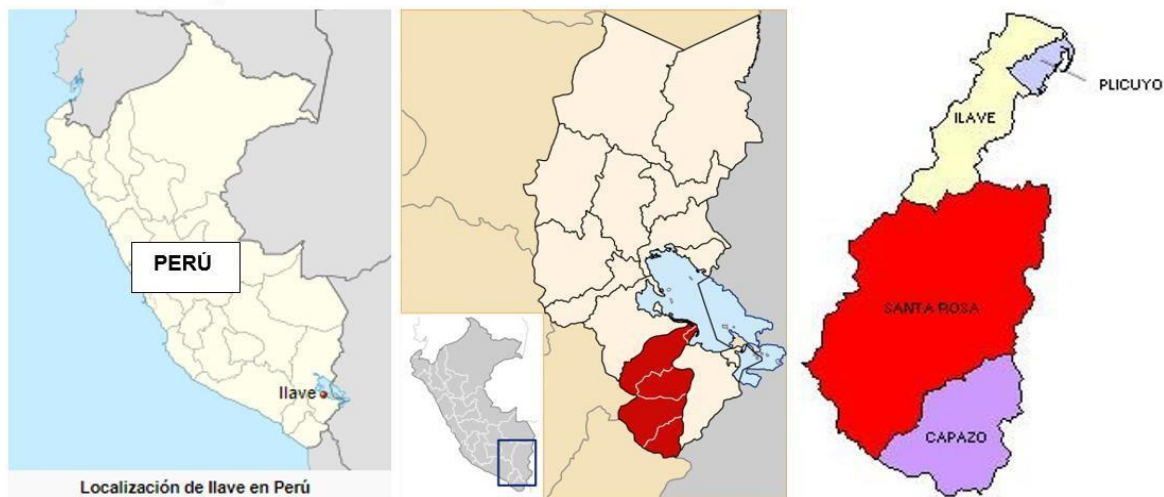 PERÚ
Ilave
Localización de Ilave en Perú
PLICUYO
ILAVE
SANTA ROSA
CAPAZO